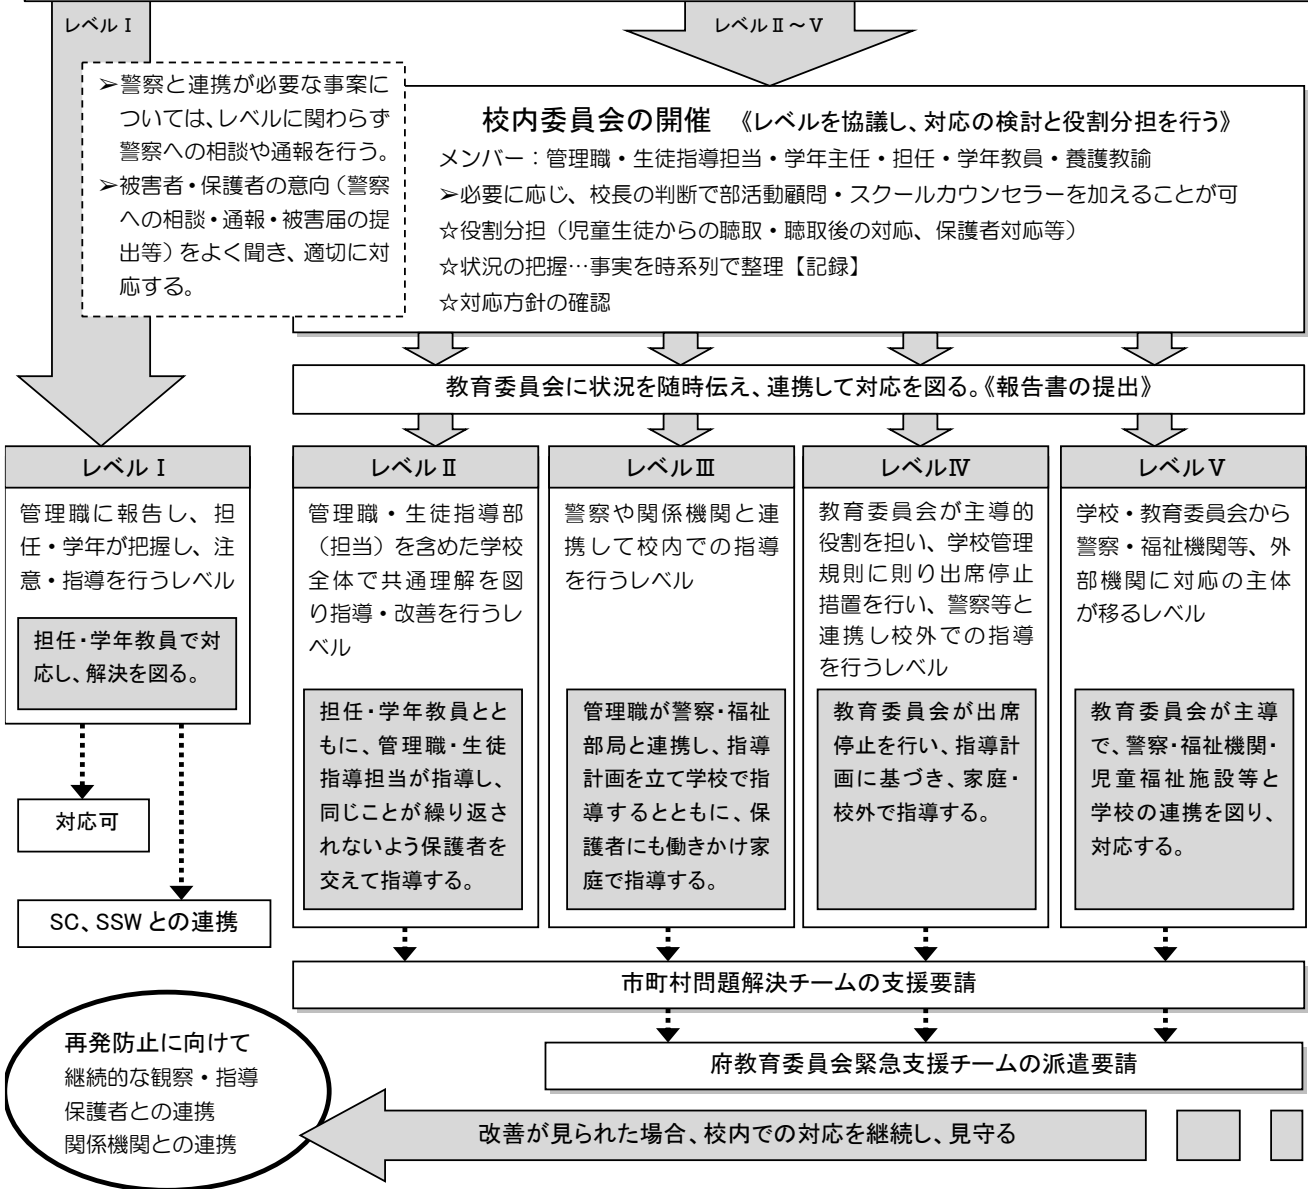 レベルⅠ
レベルⅡ～Ⅴ
➢警察と連携が必要な事案に
ついては、レベルに関わらず
警察への相談や通報を行う。
➢被害者・保護者の意向（警察
への相談・通報・被害届の提
出等）をよく聞き、適切に対
応する。
校内委員会の開催　《レベルを協議し、対応の検討と役割分担を行う》
メンバー：管理職・生徒指導担当・学年主任・担任・学年教員・養護教諭
➢必要に応じ、校長の判断で部活動顧問・スクールカウンセラーを加えることが可
☆役割分担（児童生徒からの聴取・聴取後の対応、保護者対応等）
☆状況の把握…事実を時系列で整理【記録】
☆対応方針の確認
教育委員会に状況を随時伝え、連携して対応を図る。《報告書の提出》
レベルⅠ
管理職に報告し、担
任・学年が把握し、注
意・指導を行うレベル
担任・学年教員で対
応し、解決を図る。
対応可
SC、SSWとの連携
レベルⅡ
管理職・生徒指導部
（担当）を含めた学校
全体で共通理解を図
り指導・改善を行うレ
ベル
担任・学年教員とと
もに、管理職・生徒
指導担当が指導し、
同じことが繰り返さ
れないよう保護者を
交えて指導する。
レベルⅢ
警察や関係機関と連
携して校内での指導
を行うレベル
管理職が警察・福祉
部局と連携し、指導
計画を立て学校で指
導するとともに、保
護者にも働きかけ家
庭で指導する。
レベルⅣ
教育委員会が主導的
役割を担い、学校管理
規則に則り出席停止
措置を行い、警察等と
連携し校外での指導
を行うレベル
教育委員会が出席
停止を行い、指導計
画に基づき、家庭・
校外で指導する。
レベルⅤ
学校・教育委員会から
警察・福祉機関等、外
部機関に対応の主体
が移るレベル
教育委員会が主導
で、警察・福祉機関・
児童福祉施設等と
学校の連携を図り、
対応する。
市町村問題解決チームの支援要請
府教育委員会緊急支援チームの派遣要請
改善が見られた場合、校内での対応を継続し、見守る
再発防止に向けて
継続的な観察・指導
保護者との連携
関係機関との連携